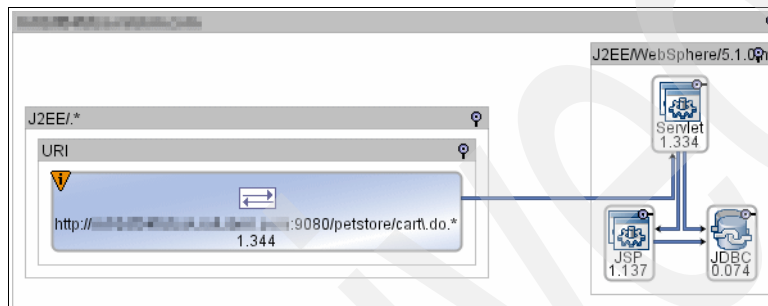 J2EE/WebSphere/5.1.0
J2EE/.*
URI
http:// :9080/petstore/cart\.do.*
1.344
Servlet
1.334
JSP
1.137
JDBC
0.074